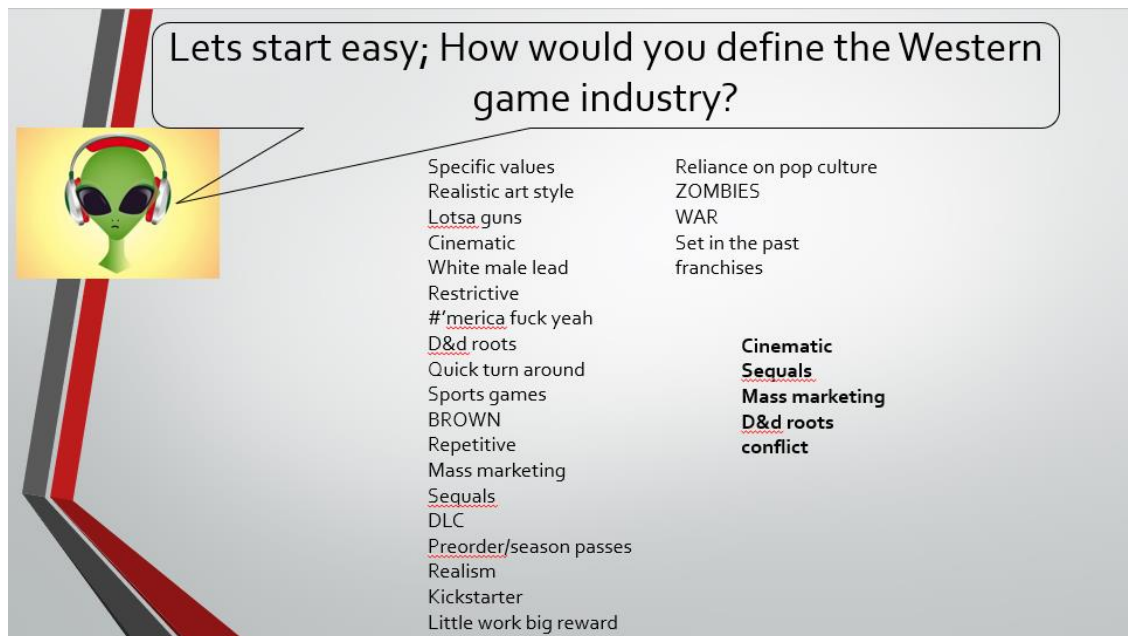 Lets start easy; How would you define the Western
game industry?
Specific values
Realistic art style
Lotsa guns
Cinematic
White male lead
Restrictive
#'merica fuck yeah
D&d roots
Quick turn around
Sports games
BROWN
Repetitive
Mass marketing
Sequals
DLC
Preorder/season passes
Realism
Kickstarter
Little work big reward
Reliance on pop culture
ZOMBIES
WAR
Set in the past
franchises
Cinematic
Sequals
Mass marketing
D&d roots
conflict